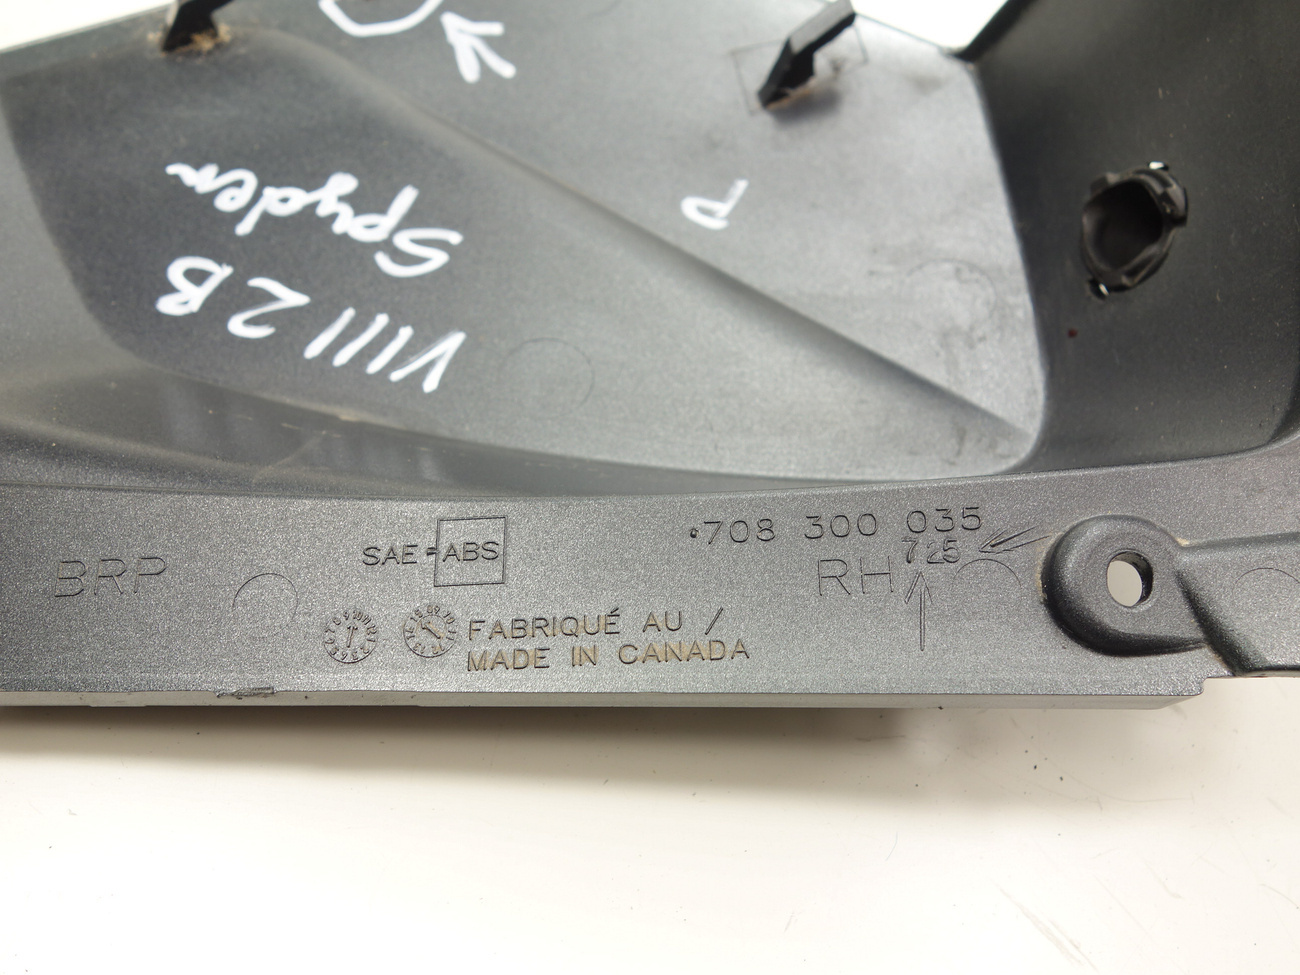 Spyder
VIII 2B
P
708 300 035
725
BRP
SAE-ABS
RH
FABRIQUÉ AU /
MADE IN CANADA